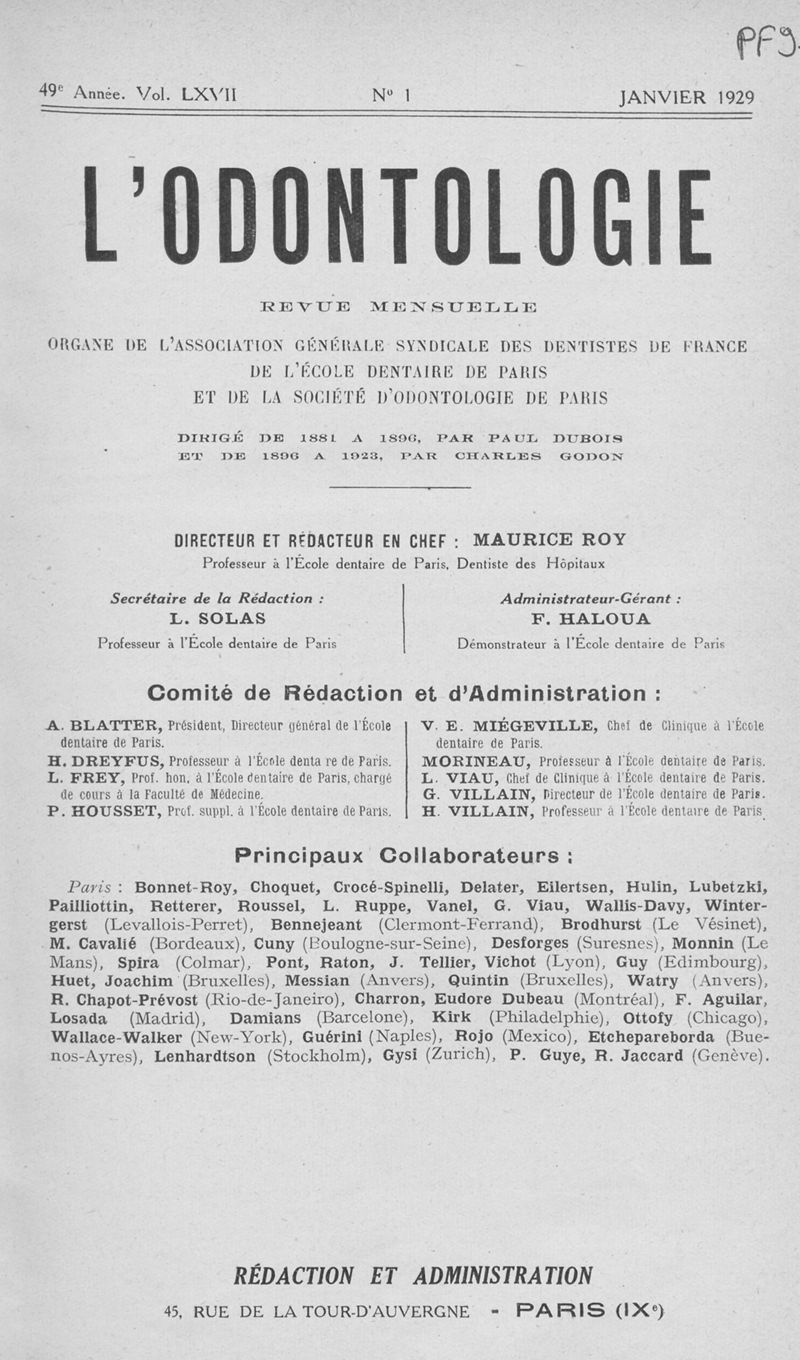 PF9
49e Année. Vol. LXVII No 1 JANVIER 1929
L'ODONTOLOGIE
REVUE MENSUELLE
ORGANE DE L'ASSOCIATION GÉNÉRALE SYNDICALE DES DENTISTES DE FRANCE
DE L'ÉCOLE DENTAIRE DE PARIS
ET DE LA SOCIÉTÉ D'ODONTOLOGIE DE PARIS
DIRIGÉ DE 1881 A 1896, PAR PAUL DUBOIS
ET DE 1896 A 1923, PAR CHARLES GODON
DIRECTEUR ET RÉDACTEUR EN CHEF : MAURICE ROY
Professeur à l'École dentaire de Paris, Dentiste des Hôpitaux
Secrétaire de la Rédaction :
L. SOLAS
Professeur à l'École dentaire de Paris
Administrateur-Gérant :
F. HALOUA
Démonstrateur à l'École dentaire de Paris
Comité de Rédaction et d'Administration :
A. BLATTER, Président, Directeur général de l'École
dentaire de Paris.
H. DREYFUS, Professeur à l'École denta re de Paris.
L. FREY, Prof. hon. à l'École dentaire de Paris, chargé
de cours à la Faculté de Médecine.
P. HOUSSET, Prof. suppl. à l'École dentaire de Paris.
V. E. MIÉGEVILLE, Chef de Clinique à l'École
dentaire de Paris.
MORINEAU, Professeur à l'École dentaire de Paris.
L. VIAU, Chef de Clinique à l'École dentaire de Paris.
G. VILLAIN, Directeur de l'École dentaire de Paris.
H. VILLAIN, Professeur à l'École dentaire de Paris
Principaux Collaborateurs :
Paris : Bonnet-Roy, Choquet, Crocé-Spinelli, Delater, Eilertsen, Hulin, Lubetzki,
Pailliottin, Retterer, Roussel, L. Ruppe, Vanel, G. Viau, Wallis-Davy, Winter-
gerst (Levallois-Perret), Bennejeant (Clermont-Ferrand), Brodhurst (Le Vésinet),
M. Cavalié (Bordeaux), Cuny (Boulogne-sur-Seine), Desforges (Suresnes), Monnin (Le
Mans), Spira (Colmar), Pont, Raton, J. Tellier, Vichot (Lyon), Guy (Edimbourg),
Huet, Joachim (Bruxelles), Messian (Anvers), Quintin (Bruxelles), Watry (Anvers),
R. Chapot-Prévost (Rio-de-Janeiro), Charron, Eudore Dubeau (Montréal), F. Aguilar,
Losada (Madrid), Damians (Barcelone), Kirk (Philadelphie), Ottofy (Chicago),
Wallace-Walker (New-York), Guérini (Naples), Rojo (Mexico), Etchepareborda (Bue-
nos-Ayres), Lenhardtson (Stockholm), Gysi (Zurich), P. Guye, R. Jaccard (Genève).
RÉDACTION ET ADMINISTRATION
45, RUE DE LA TOUR-D'AUVERGNE - PARIS (IXe)